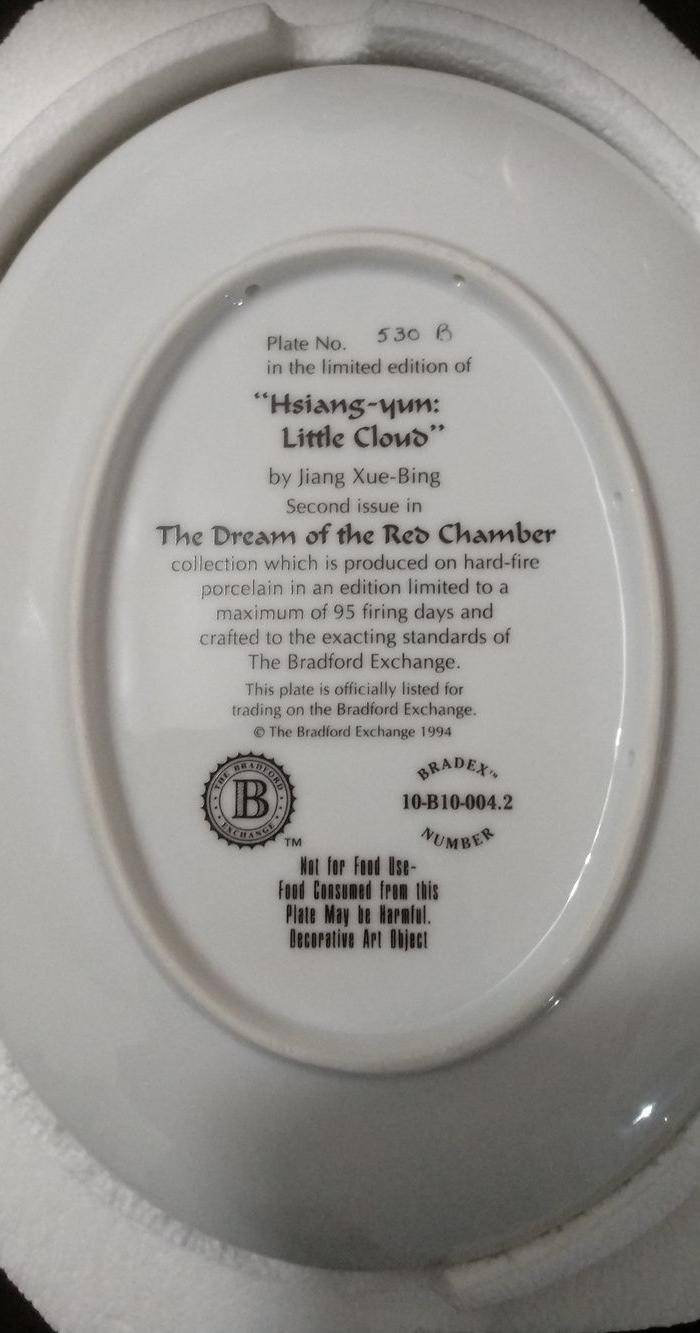 Plate No. 530 B
in the limited edition of
“Hsiang-yun:
Little Cloud”
by Jiang Xue-Bing
Second issue in
The Dream of the Red Chamber
collection which is produced on hard-fire
porcelain in an edition limited to a
maximum of 95 firing days and
crafted to the exacting standards of
The Bradford Exchange.
This plate is officially listed for
trading on the Bradford Exchange.
© The Bradford Exchange 1994
THE BRADFORD
B
EXCHANGE
TM
BRADEX™
10-B10-004.2
NUMBER
Not for Food Use-
Food Consumed from this
Plate May be Harmful.
Decorative Art Object